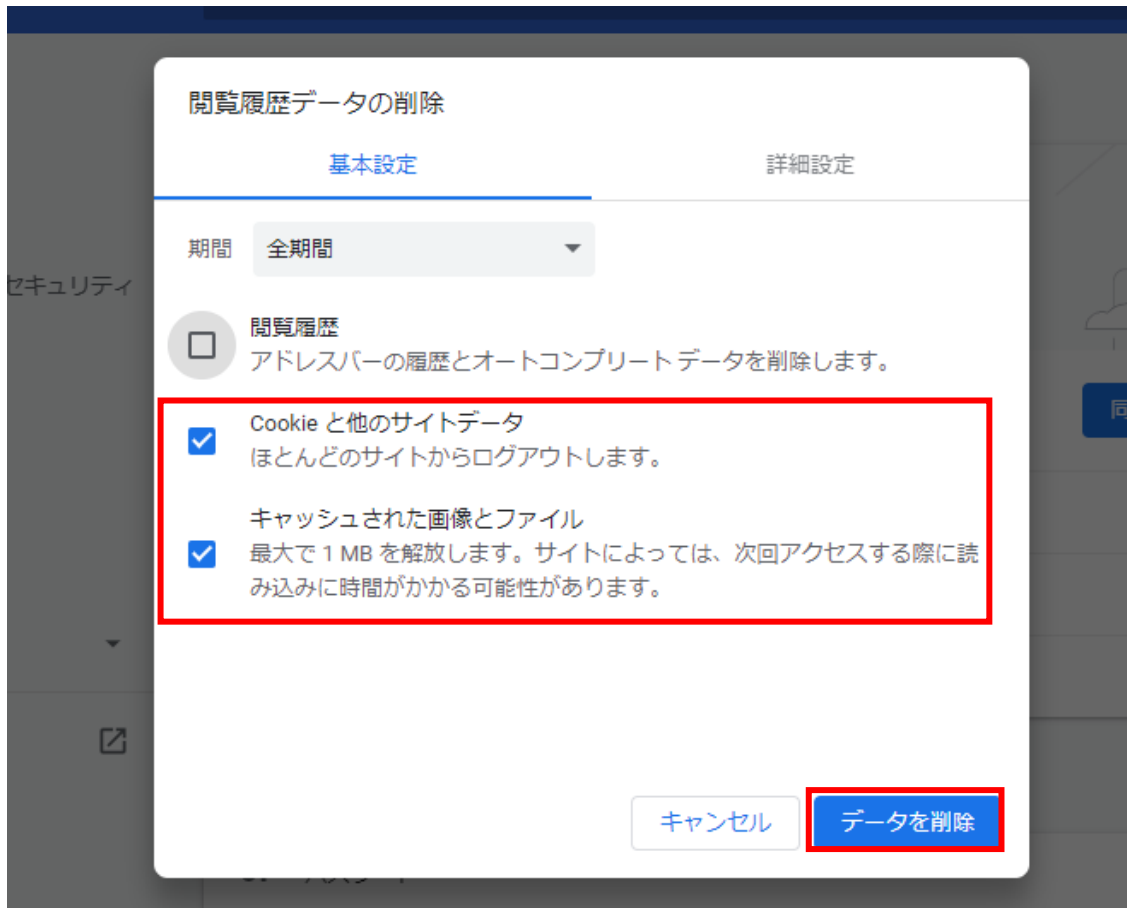 閲覧履歴データの削除
基本設定
詳細設定
期間 全期間
セキュリティ
閲覧履歴
アドレスバーの履歴とオートコンプリート データを削除します。
Cookie と他のサイトデータ
ほとんどのサイトからログアウトします。
同
キャッシュされた画像とファイル
最大で 1 MB を解放します。サイトによっては、次回アクセスする際に読
み込みに時間がかかる可能性があります。
キャンセル
データを削除